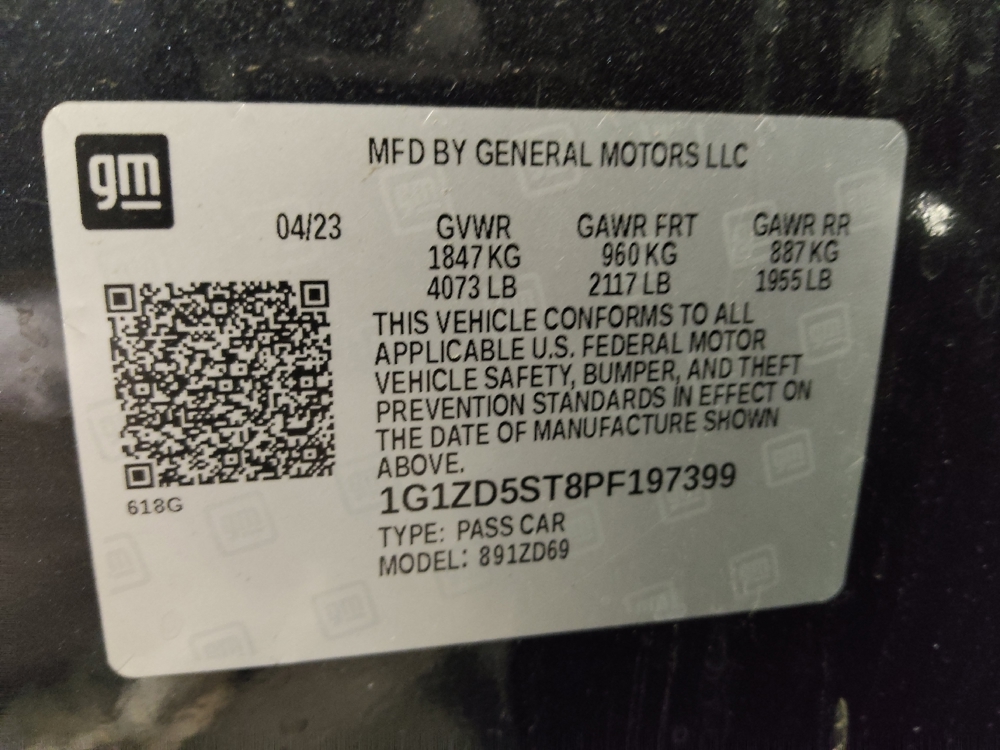 gm
MFD BY GENERAL MOTORS LLC
04/23 GVWR GAWR FRT GAWR RR
1847 KG 960 KG 887 KG
4073 LB 2117 LB 1955 LB
THIS VEHICLE CONFORMS TO ALL
APPLICABLE U.S. FEDERAL MOTOR
VEHICLE SAFETY, BUMPER, AND THEFT
PREVENTION STANDARDS IN EFFECT ON
THE DATE OF MANUFACTURE SHOWN
ABOVE.
1G1ZD5ST8PF197399
618G
TYPE: PASS CAR
MODEL: 891ZD69